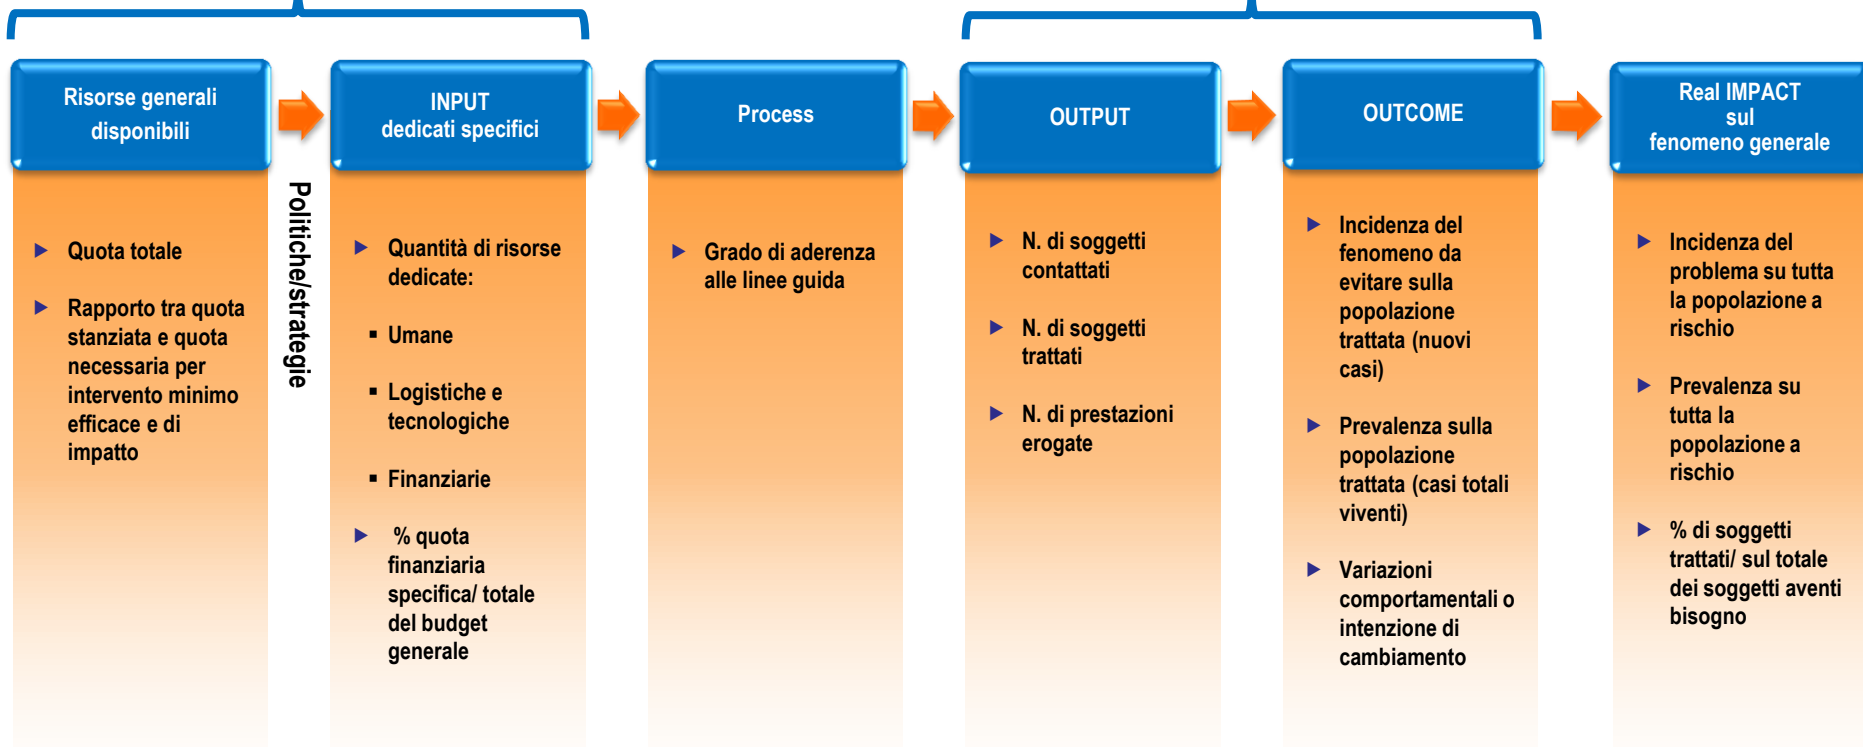 Risorse generali
disponibili
Quota totale
Rapporto tra quota
stanziata e quota
necessaria per
intervento minimo
efficace e di
impatto
Politiche/strategie
INPUT
dedicati specifici
Quantità di risorse
dedicate:
Umane
Logistiche e
tecnologiche
Finanziarie
% quota
finanziaria
specifica/ totale
del budget
generale
Process
Grado di aderenza
alle linee guida
OUTPUT
N. di soggetti
contattati
N. di soggetti
trattati
N. di prestazioni
erogate
OUTCOME
Incidenza del
fenomeno da
evitare sulla
popolazione
trattata (nuovi
casi)
Prevalenza sulla
popolazione
trattata (casi totali
viventi)
Variazioni
comportamentali o
intenzione di
cambiamento
Real IMPACT
sul
fenomeno generale
Incidenza del
problema su tutta
la popolazione a
rischio
Prevalenza su
tutta la
popolazione a
rischio
% di soggetti
trattati/ sul totale
dei soggetti aventi
bisogno